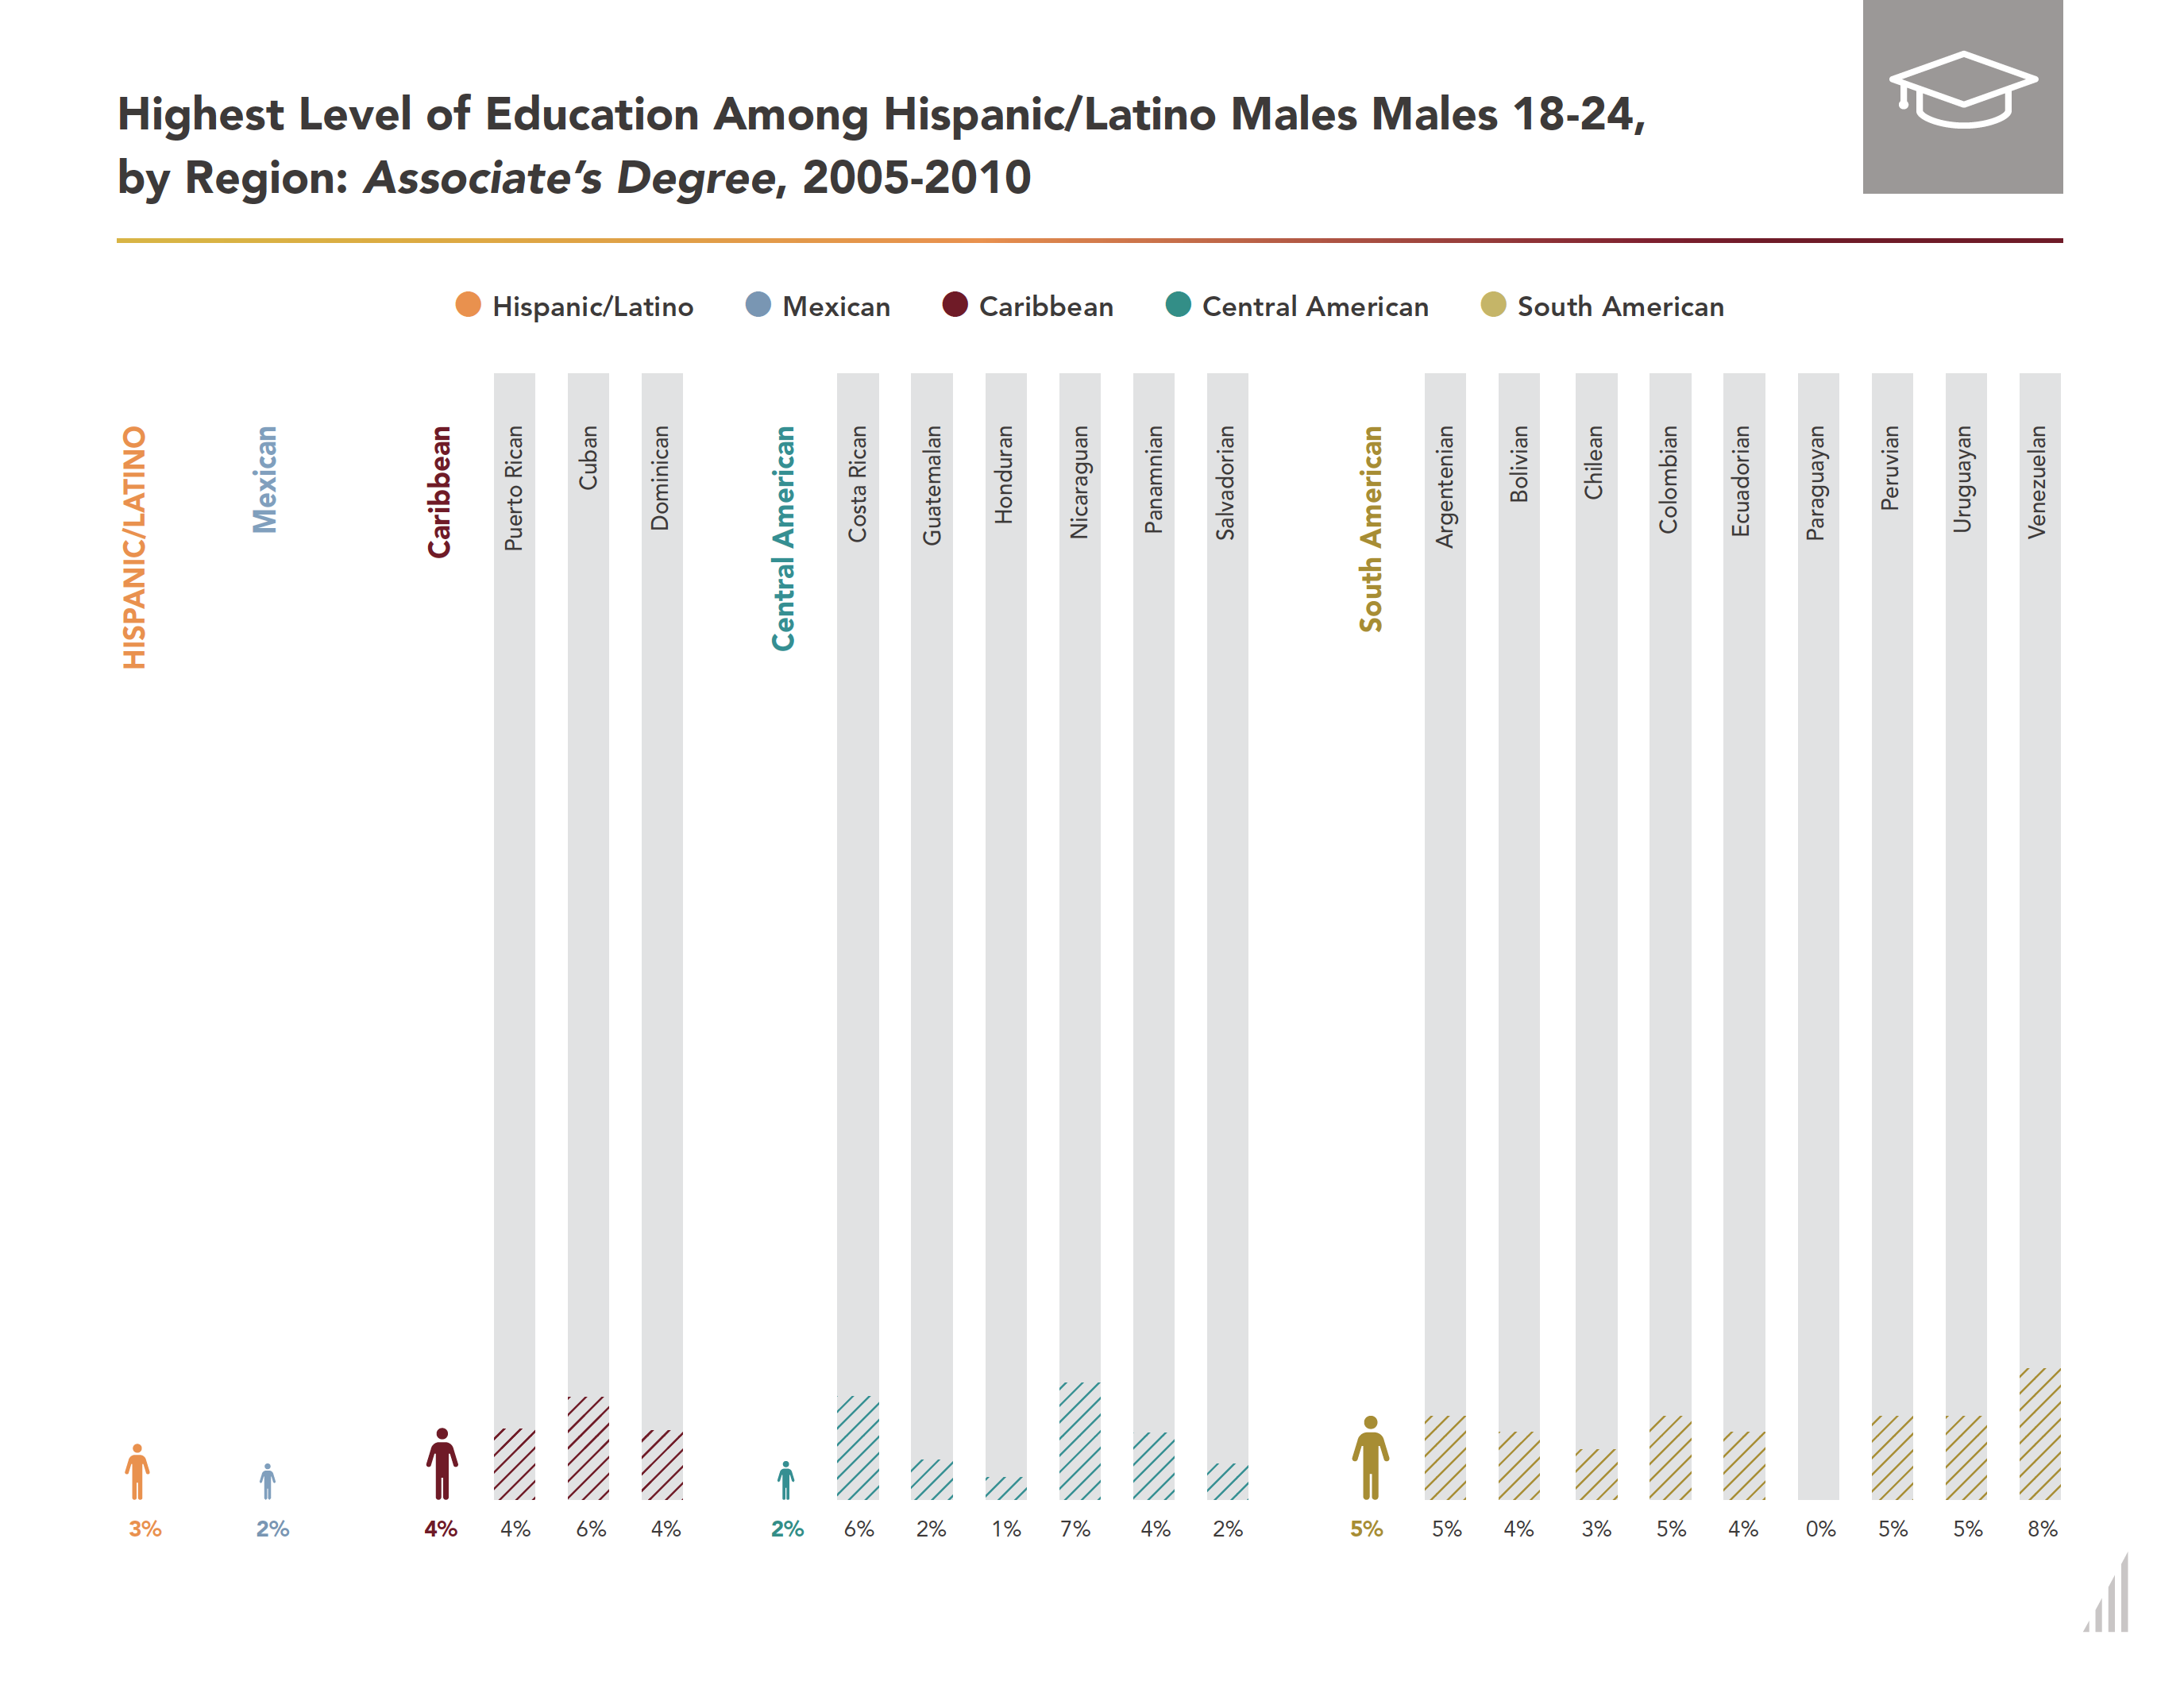 Highest Level of Education Among Hispanic/Latino Males Males 18-24,
by Region: Associate's Degree, 2005-2010
Hispanic/Latino
Mexican
Caribbean
Central American
South American
HISPANIC/LATINO
Mexican
Caribbean
Puerto Rican
Cuban
Dominican
Central American
Costa Rican
Guatemalan
Honduran
Nicaraguan
Panamnian
Salvadorian
South American
Argentenian
Bolivian
Chilean
Colombian
Ecuadorian
Paraguayan
Peruvian
Uruguayan
Venezuelan
3%
2%
4%
4%
6%
4%
2%
6%
2%
1%
7%
4%
2%
5%
5%
4%
3%
5%
4%
0%
5%
5%
8%